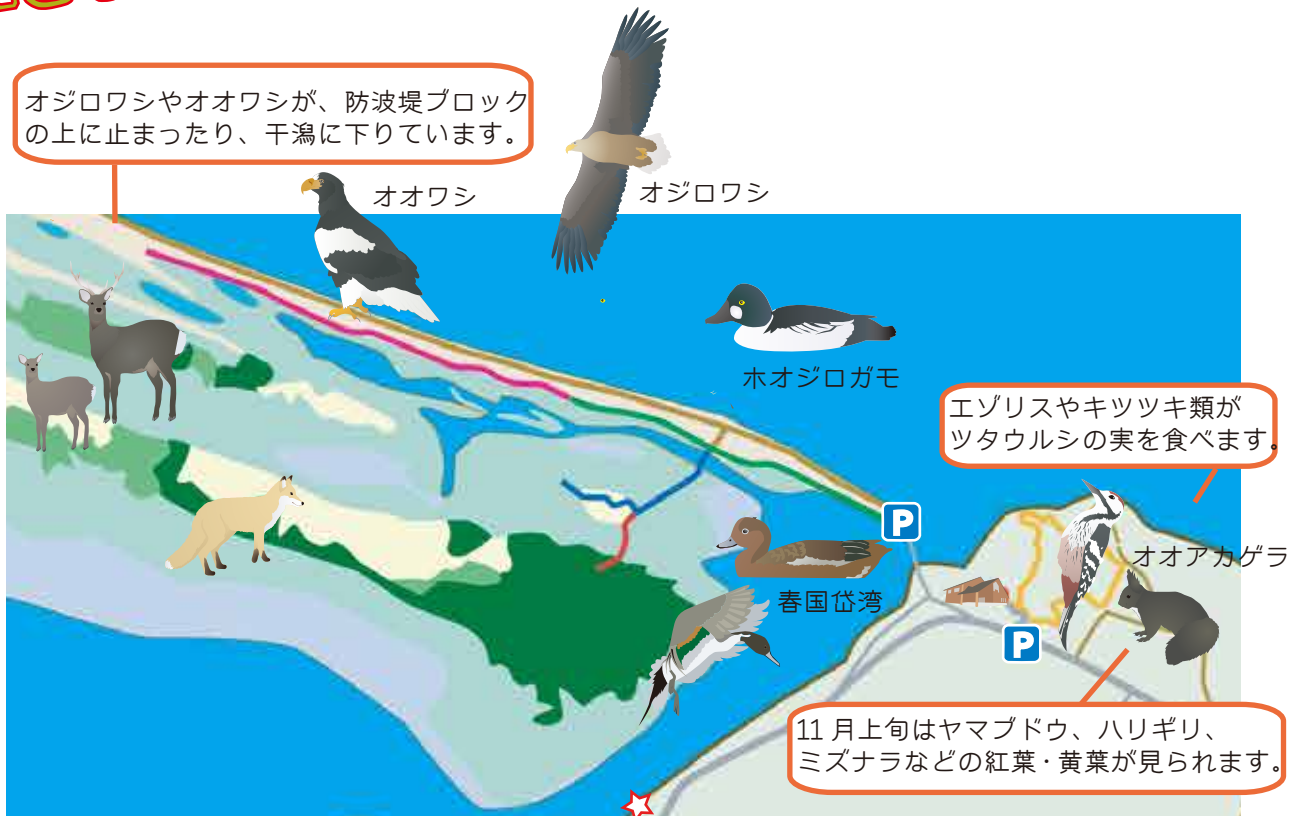 オジロワシやオオワシが、防波堤ブロック
の上に止まったり、干潟に下りています。
オオワシ
オジロワシ
ホオジロガモ
エゾリスやキツツキ類が
ツタウルシの実を食べます。
P
オオアカゲラ
春国岱湾
P
11月上旬はヤマブドウ、ハリギリ、
ミズナラなどの紅葉・黄葉が見られます。